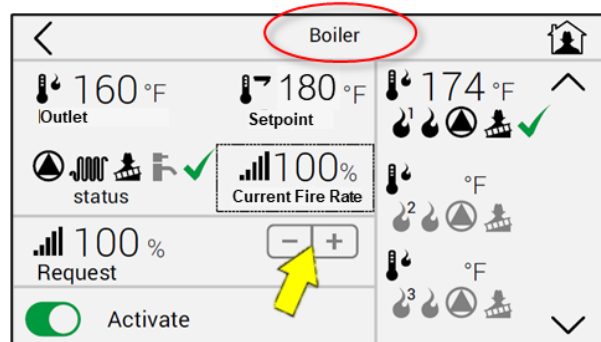 Boiler
160 °F
Outlet
180 °F
Setpoint
status
100%
Current Fire Rate
100 %
Request
- +
Activate
174 °F
1
°F
2
°F
3